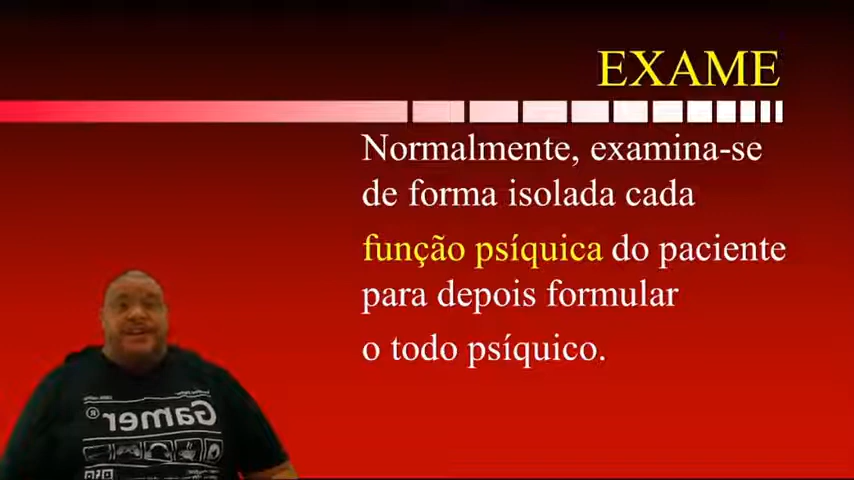 EXAME
Normalmente, examina-se
de forma isolada cada
função psíquica do paciente
para depois formular
o todo psíquico.
Gamer®